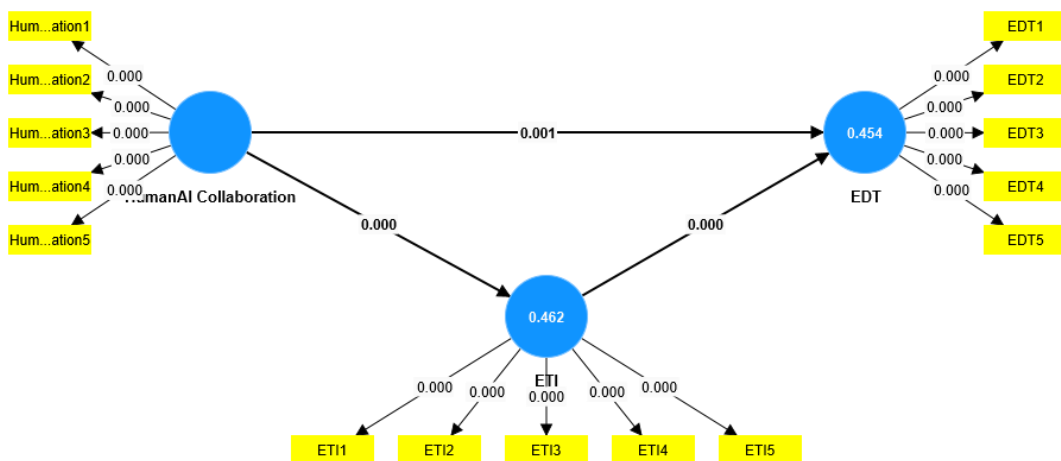 Hum...ation1
Hum...ation2
Hum...ation3
Hum...ation4
Hum...ation5
0.000
0.000
0.000
0.000
0.000
HumanAI Collaboration
0.001
0.000
0.000
0.454
EDT
EDT1
EDT2
EDT3
EDT4
EDT5
0.000
0.000
0.000
0.000
0.000
0.462
ETI
0.000
0.000
0.000
0.000
0.000
ETI1
ETI2
ETI3
ETI4
ETI5